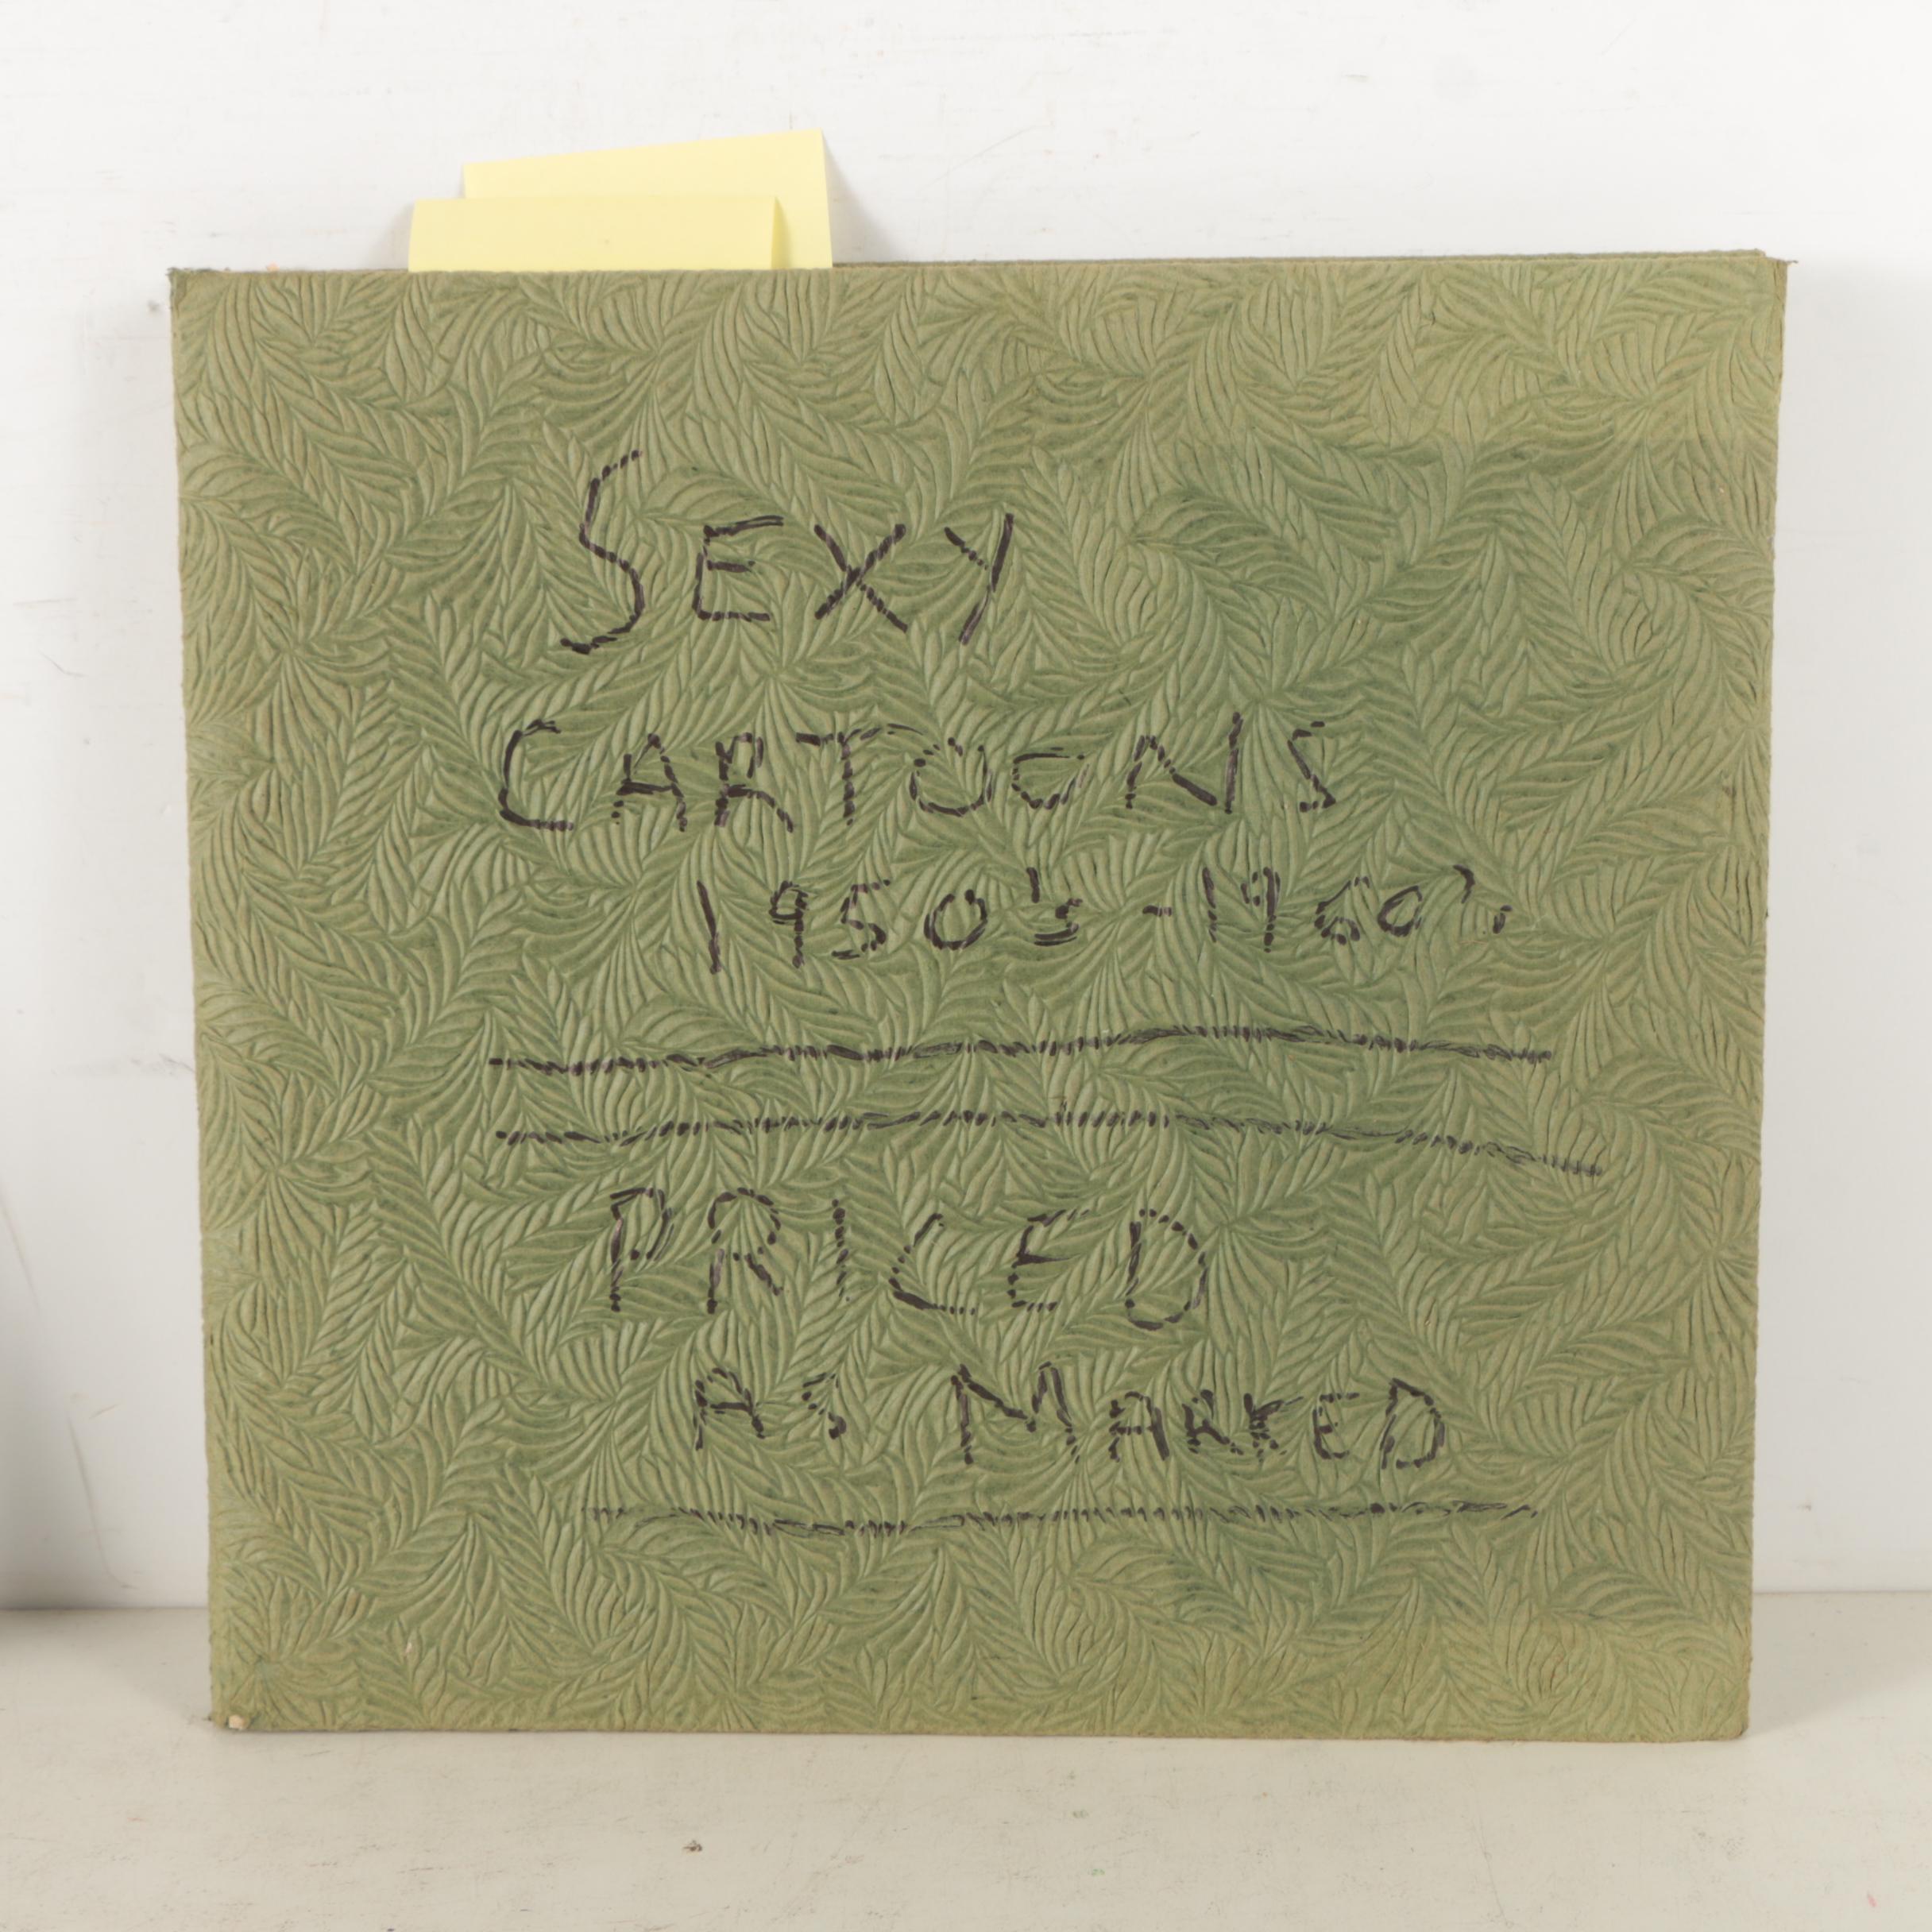 SEXY
CARTOONS
1950's - 1960's
PRICED
AS MARKED